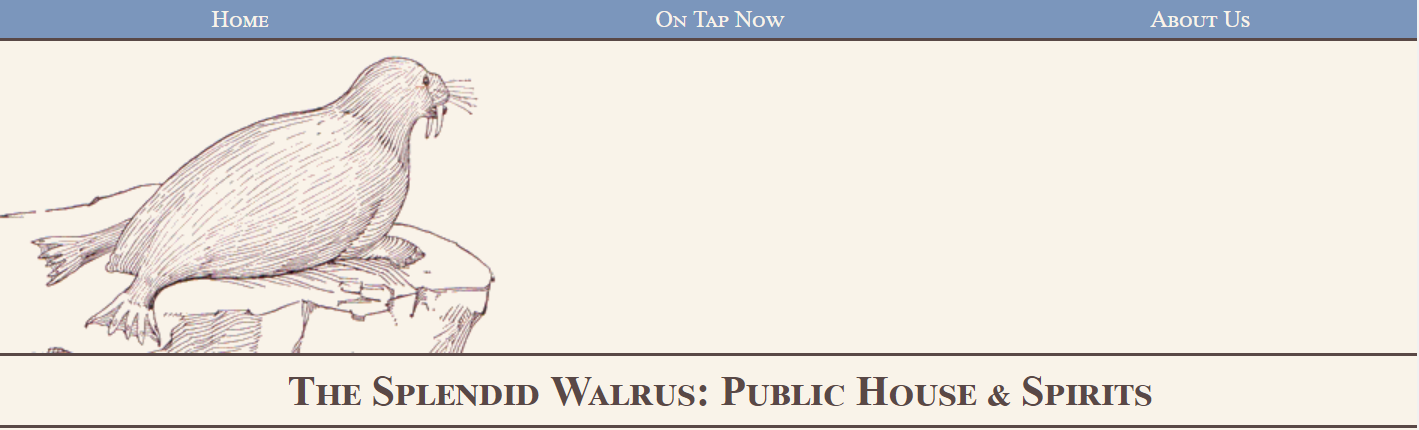 Home On Tap Now About Us
The Splendid Walrus: Public House & Spirits